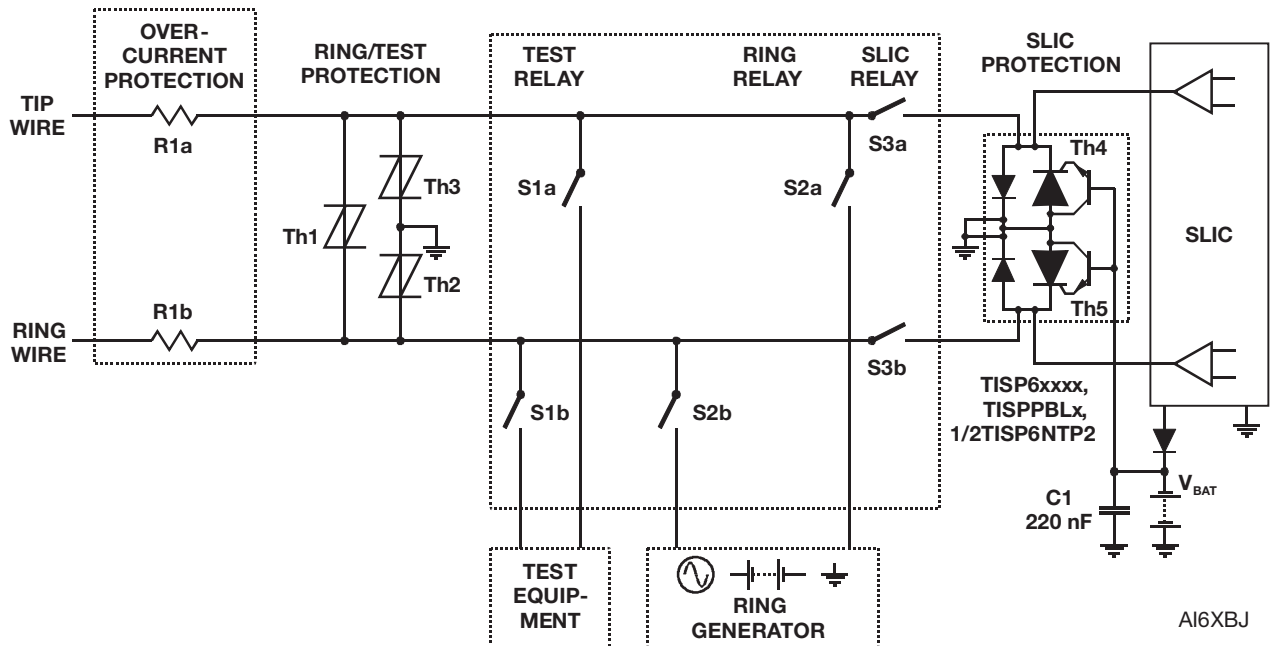 OVER-
CURRENT
PROTECTION
RING/TEST
PROTECTION
TEST
RELAY
RING
RELAY
SLIC
RELAY
SLIC
PROTECTION
TIP
WIRE
R1a
S3a
Th4
Th3
S1a
S2a
Th1
SLIC
Th2
R1b
Th5
RING
WIRE
S3b
TISP6xxxx,
TISPPBLx,
1/2TISP6NTP2
S1b
S2b
C1
220 nF
VBAT
TEST
EQUIP-
MENT
RING
GENERATOR
AI6XBJ